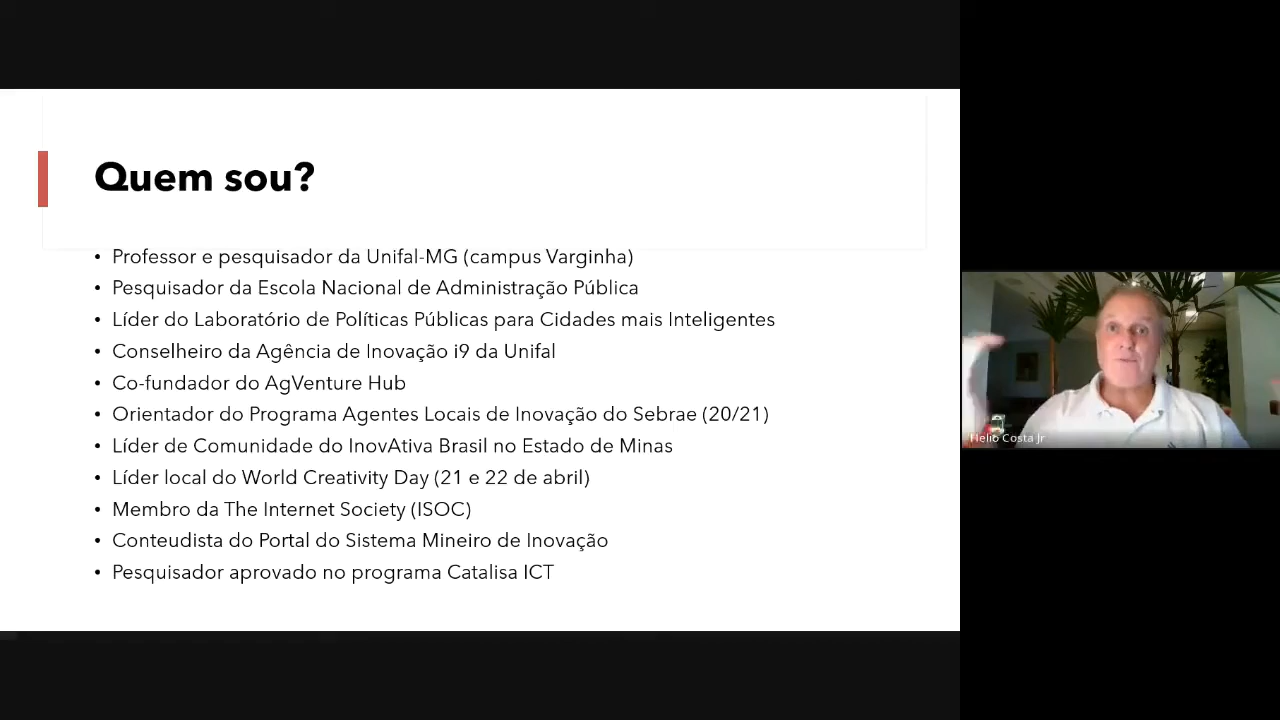 Quem sou?
• Professor e pesquisador da Unifal-MG (campus Varginha)
• Pesquisador da Escola Nacional de Administração Pública
• Líder do Laboratório de Políticas Públicas para Cidades mais Inteligentes
• Conselheiro da Agência de Inovação i9 da Unifal
• Co-fundador do AgVenture Hub
• Orientador do Programa Agentes Locais de Inovação do Sebrae (20/21)
• Líder de Comunidade do InovAtiva Brasil no Estado de Minas
• Líder local do World Creativity Day (21 e 22 de abril)
• Membro da The Internet Society (ISOC)
• Conteudista do Portal do Sistema Mineiro de Inovação
• Pesquisador aprovado no programa Catalisa ICT
Helio Costa Jr